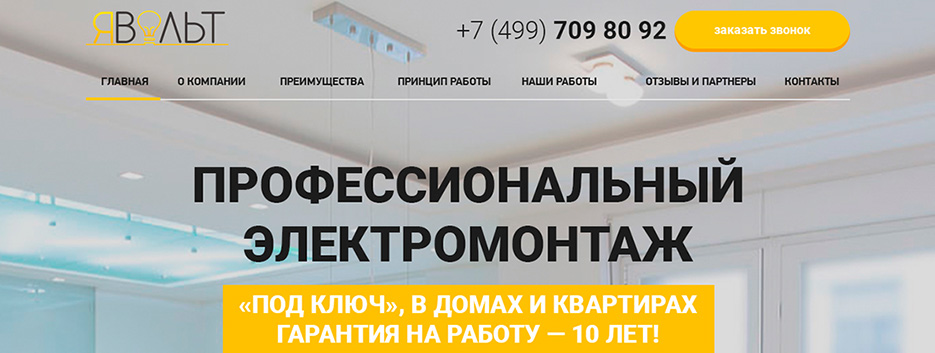 ЯВОЛЬТ
+7 (499) 709 80 92
заказать звонок
ГЛАВНАЯ О КОМПАНИИ ПРЕИМУЩЕСТВА ПРИНЦИП РАБОТЫ НАШИ РАБОТЫ ОТЗЫВЫ И ПАРТНЕРЫ КОНТАКТЫ
ПРОФЕССИОНАЛЬНЫЙ
ЭЛЕКТРОМОНТАЖ
«ПОД КЛЮЧ», В ДОМАХ И КВАРТИРАХ
ГАРАНТИЯ НА РАБОТУ — 10 ЛЕТ!